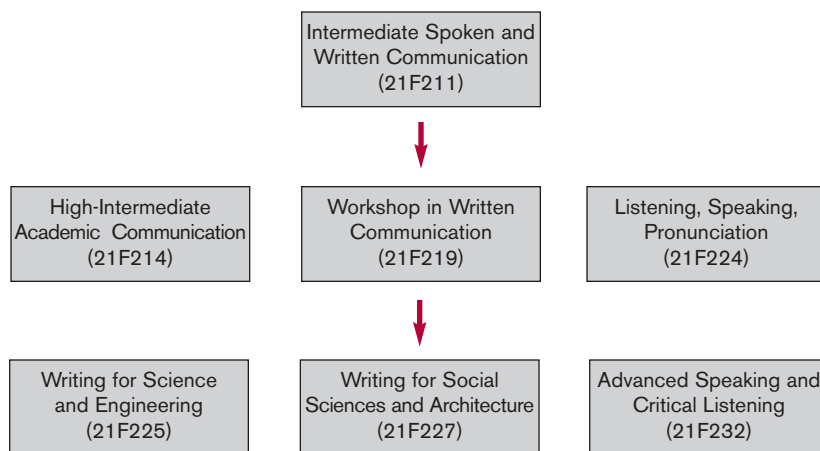 Intermediate Spoken and
Written Communication
(21F211)
High-Intermediate
Academic Communication
(21F214)
Workshop in Written
Communication
(21F219)
Listening, Speaking,
Pronunciation
(21F224)
Writing for Science
and Engineering
(21F225)
Writing for Social
Sciences and Architecture
(21F227)
Advanced Speaking and
Critical Listening
(21F232)